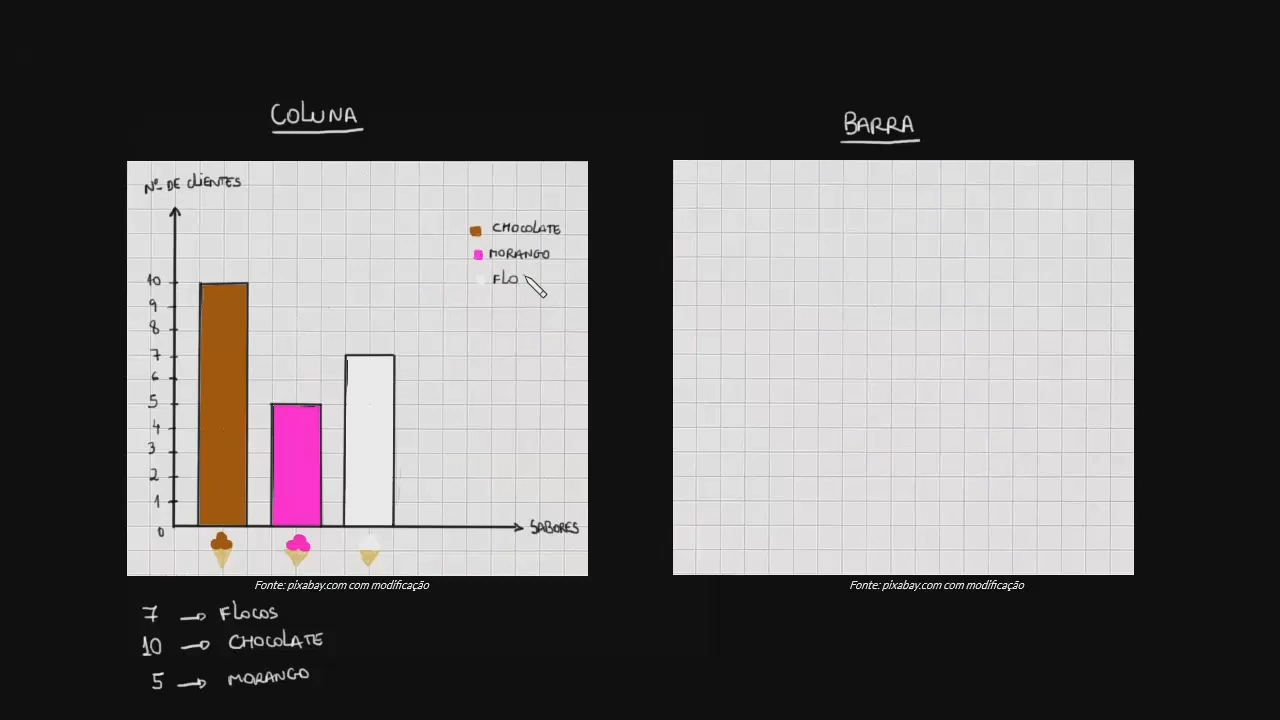 COLUNA
BARRA
Nº DE CLIENTES
CHOCOLATE
MORANGO
FLO
10
9
8
7
6
5
4
3
2
1
0
SABORES
Fonte: pixabay.com com modificação
Fonte: pixabay.com com modificação
7 → FLOCOS
10 → CHOCOLATE
5 → MORANGO